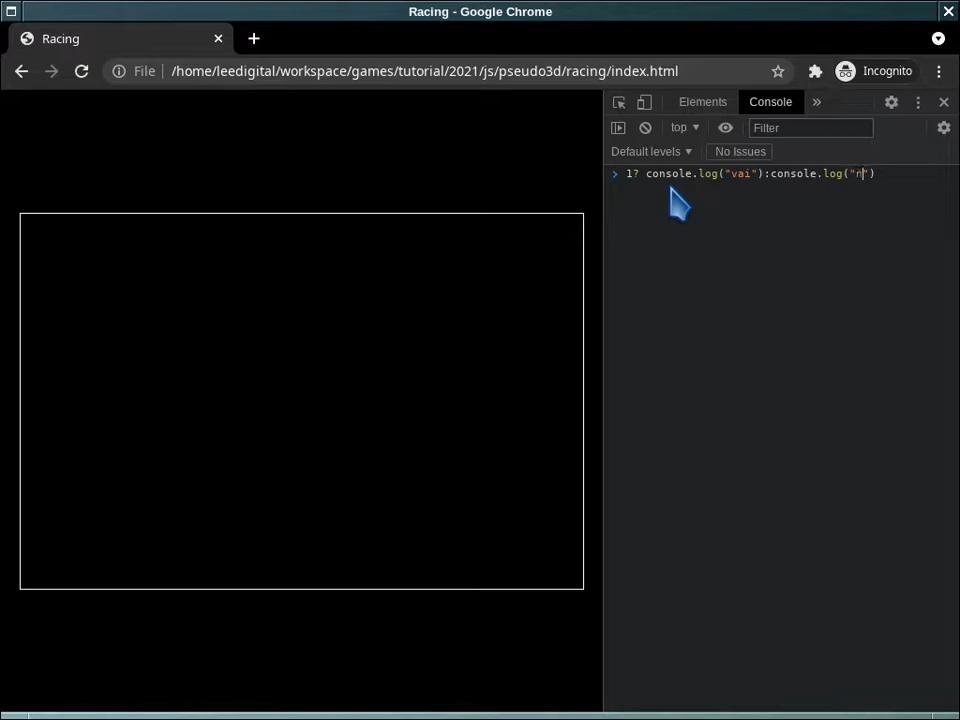 Racing - Google Chrome
Racing
File /home/leedigital/workspace/games/tutorial/2021/js/pseudo3d/racing/index.html Incognito
Elements Console »
top Filter
Default levels No Issues
1? console.log("vai"):console.log("n")